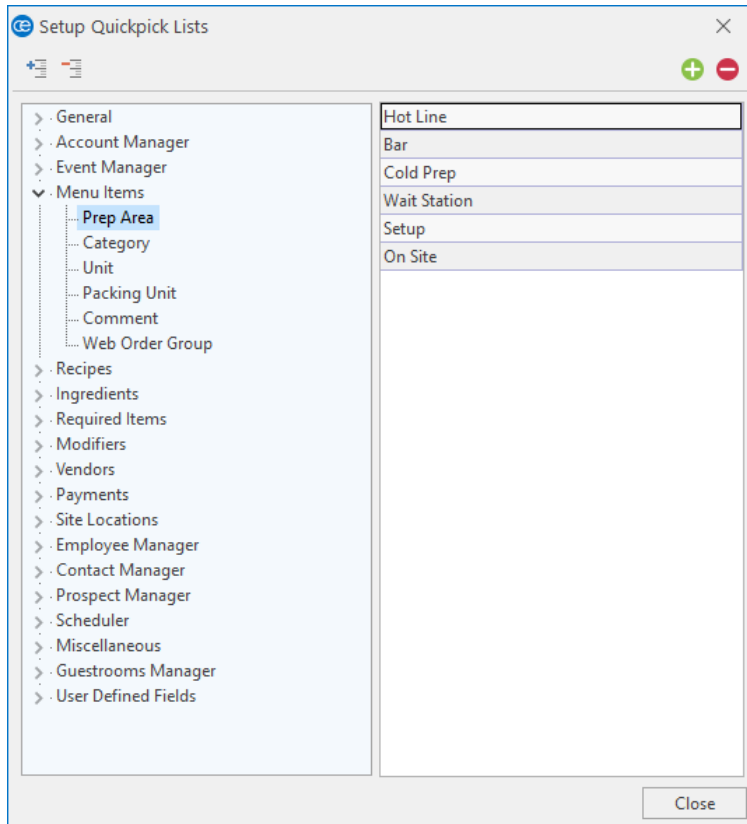 Setup Quickpick Lists
General
Account Manager
Event Manager
Menu Items
Prep Area
Category
Unit
Packing Unit
Comment
Web Order Group
Recipes
Ingredients
Required Items
Modifiers
Vendors
Payments
Site Locations
Employee Manager
Contact Manager
Prospect Manager
Scheduler
Miscellaneous
Guestrooms Manager
User Defined Fields
Hot Line
Bar
Cold Prep
Wait Station
Setup
On Site
Close